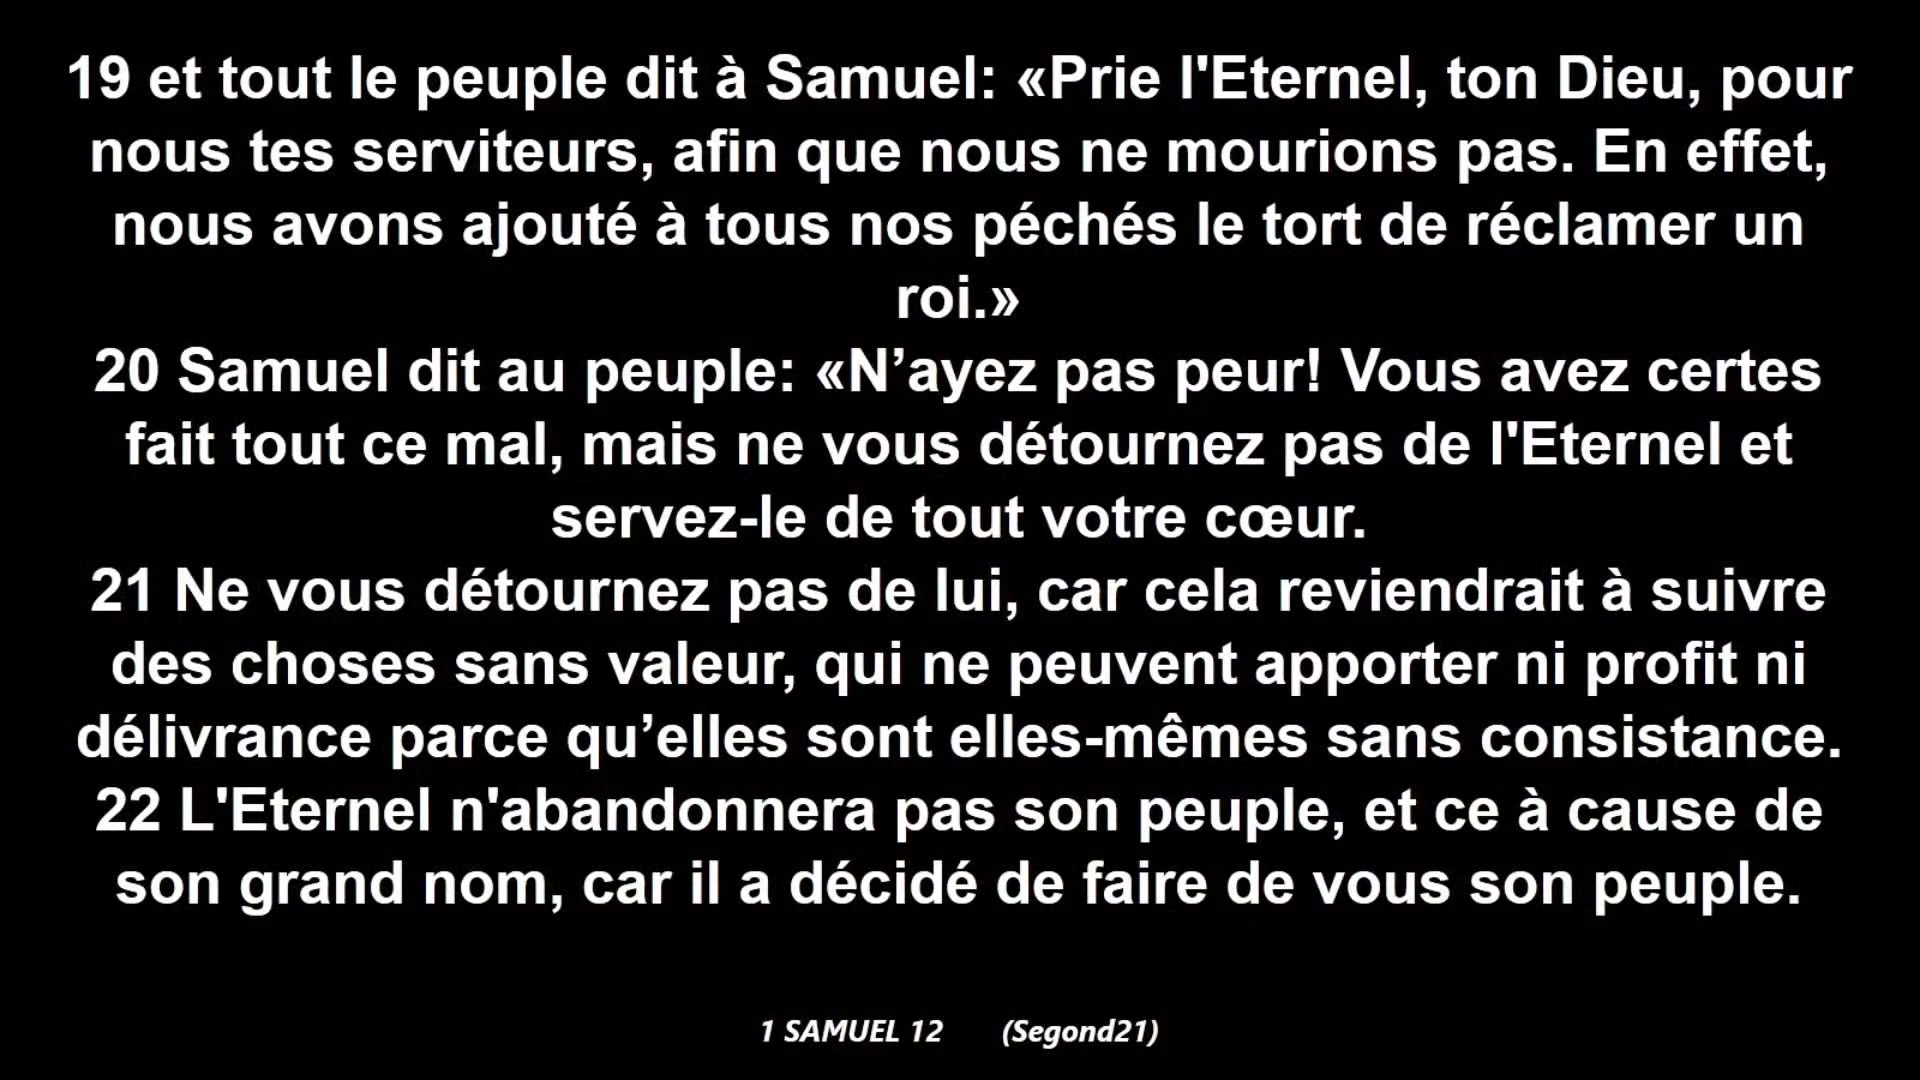 19 et tout le peuple dit à Samuel: «Prie l'Eternel, ton Dieu, pour
nous tes serviteurs, afin que nous ne mourions pas. En effet,
nous avons ajouté à tous nos péchés le tort de réclamer un
roi.»
20 Samuel dit au peuple: «N’ayez pas peur! Vous avez certes
fait tout ce mal, mais ne vous détournez pas de l'Eternel et
servez-le de tout votre cœur.
21 Ne vous détournez pas de lui, car cela reviendrait à suivre
des choses sans valeur, qui ne peuvent apporter ni profit ni
délivrance parce qu’elles sont elles-mêmes sans consistance.
22 L'Eternel n'abandonnera pas son peuple, et ce à cause de
son grand nom, car il a décidé de faire de vous son peuple.
1 SAMUEL 12 (Segond21)